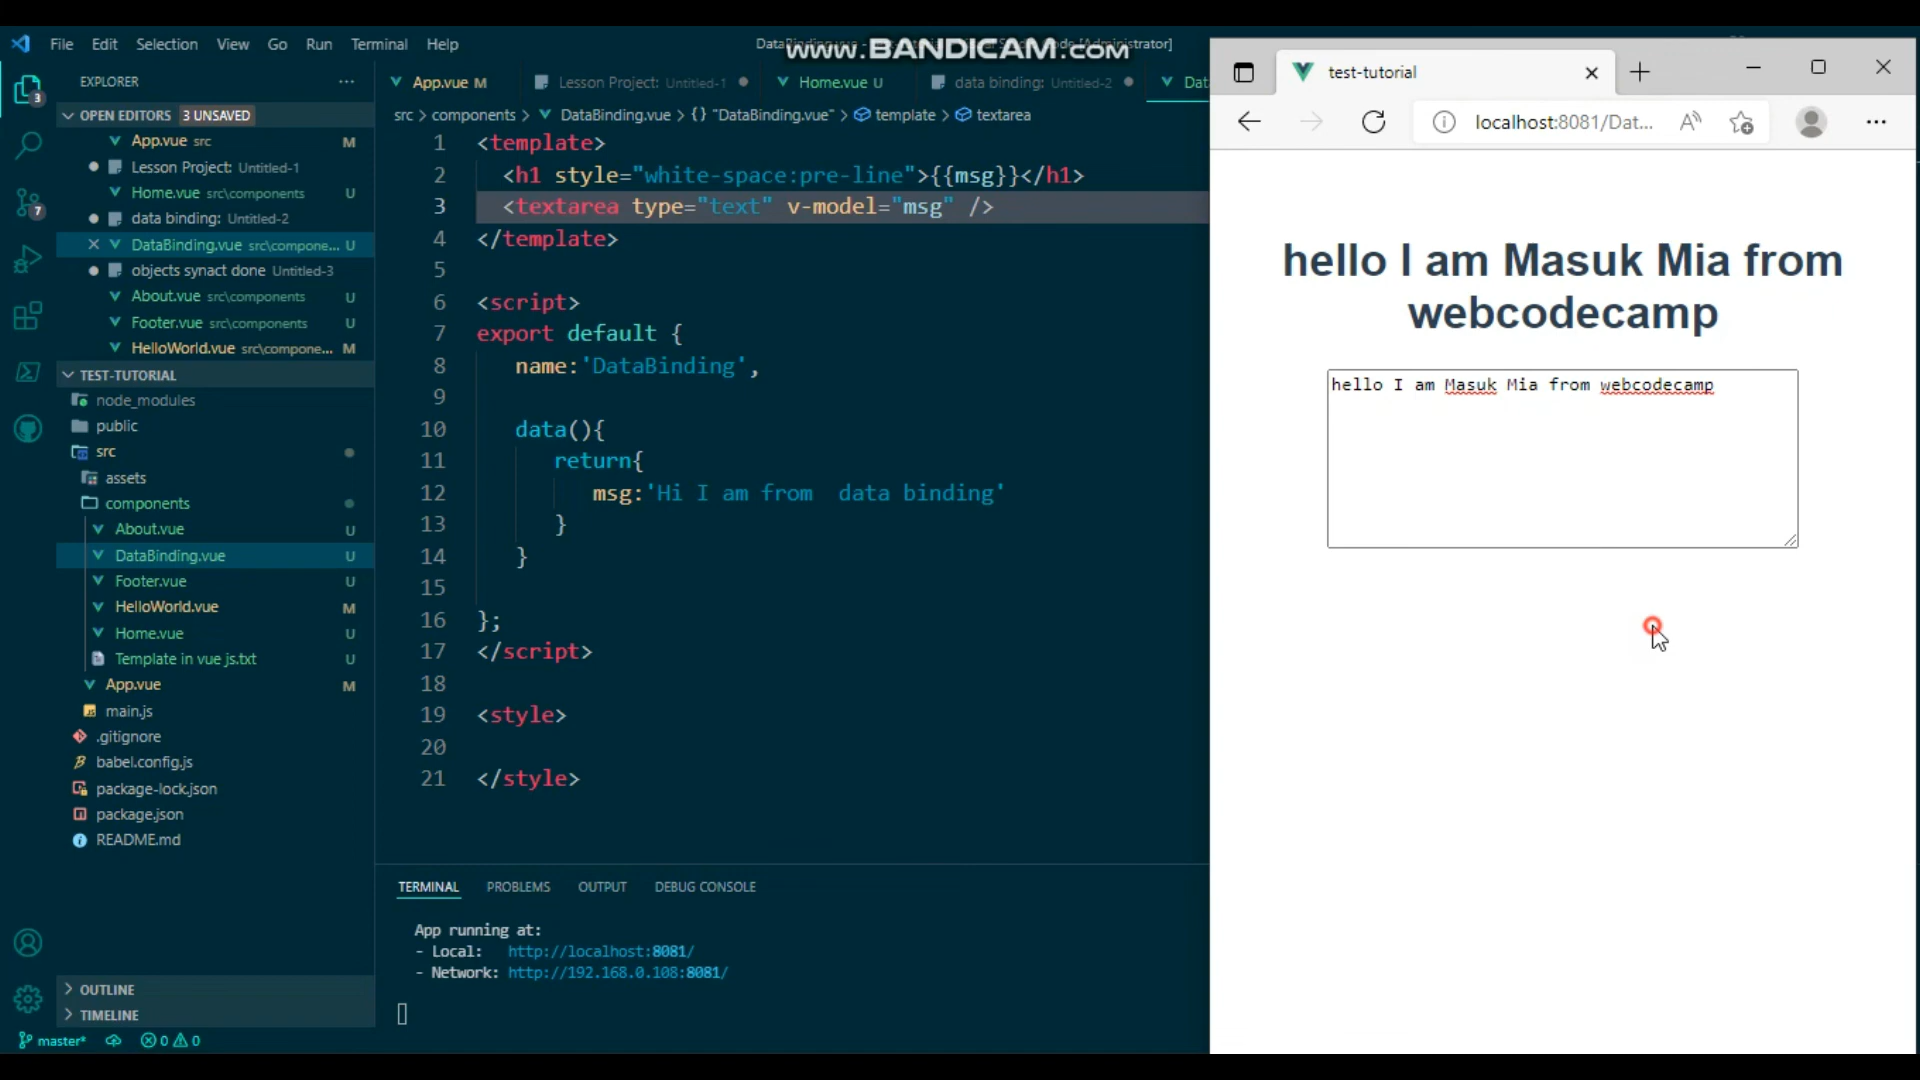 File Edit Selection View Go Run Terminal Help
www.BANDICAM.com
EXPLORER
OPEN EDITORS 3 UNSAVED
App.vue src M
Lesson Project: Untitled-1
Home.vue src\components U
data binding: Untitled-2
DataBinding.vue src\compone... U
objects synact done Untitled-3
About.vue src\components U
Footer.vue src\components U
HelloWorld.vue src\compone... M
TEST-TUTORIAL
node_modules
public
src
assets
components
About.vue U
DataBinding.vue U
Footer.vue U
HelloWorld.vue M
Home.vue U
Template in vue js.txt U
App.vue M
main.js
.gitignore
babel.config.js
package-lock.json
package.json
README.md
OUTLINE
TIMELINE
master* 0 0
3
7
App.vue M Lesson Project: Untitled-1 Home.vue U data binding: Untitled-2
src > components > DataBinding.vue > {} "DataBinding.vue" > template > textarea
1 <template>
2 <h1 style="white-space:pre-line">{{msg}}</h1>
3 <textarea type="text" v-model="msg" />
4 </template>
5
6 <script>
7 export default {
8 name:'DataBinding',
9
10 data(){
11 return{
12 msg:'Hi I am from  data binding'
13 }
14 }
15
16 };
17 </script>
18
19 <style>
20
21 </style>
TERMINAL PROBLEMS OUTPUT DEBUG CONSOLE
App running at:
- Local: http://localhost:8081/
- Network: http://192.168.0.108:8081/
test-tutorial
localhost:8081/Dat...
hello I am Masuk Mia from
webcodecamp
hello I am Masuk Mia from webcodecamp